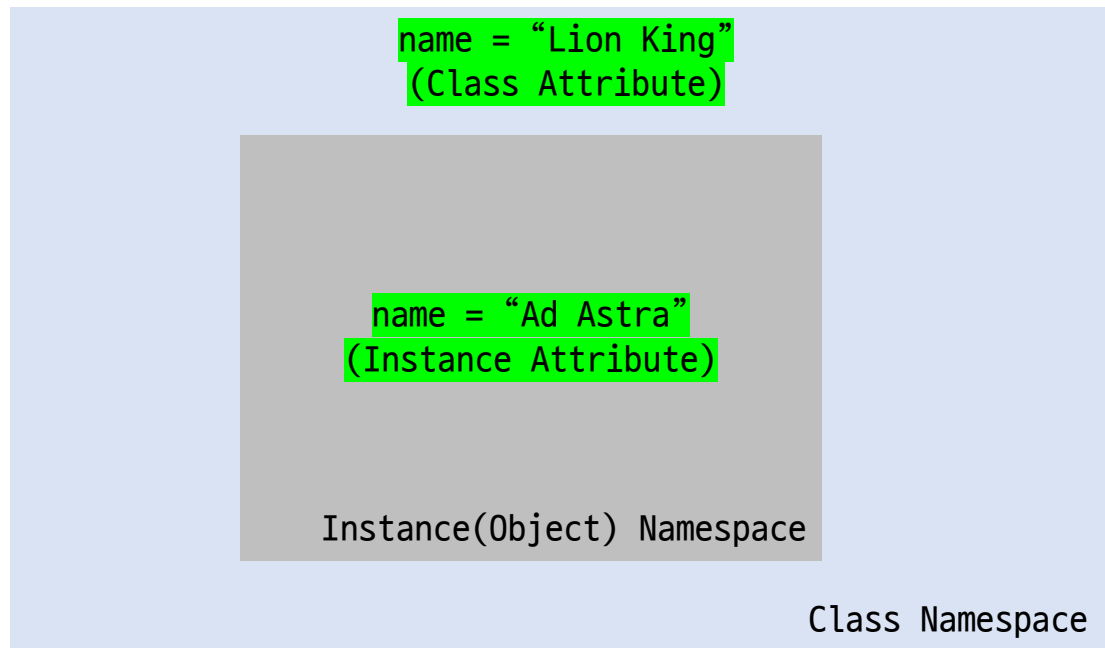 name = “Lion King”
(Class Attribute)
name = “Ad Astra”
(Instance Attribute)
Instance(Object) Namespace
Class Namespace